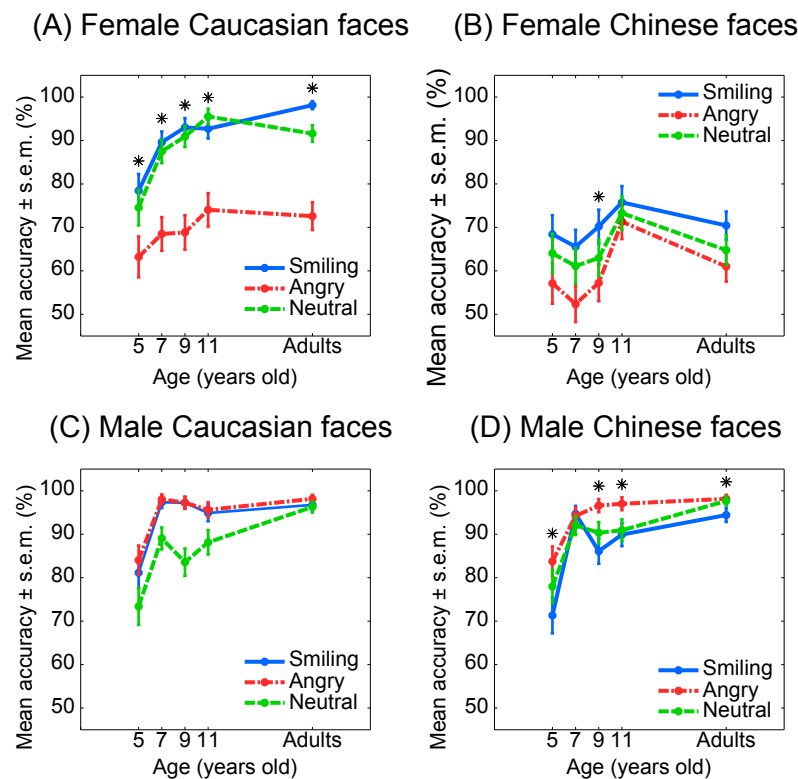 (A) Female Caucasian faces
Mean accuracy ± s.e.m. (%)
100
90
80
70
60
50
* * * * *
Smiling
Angry
Neutral
5 7 9 11 Adults
Age (years old)
(B) Female Chinese faces
Mean accuracy ± s.e.m. (%)
100
90
80
70
60
50
*
Smiling
Angry
Neutral
5 7 9 11 Adults
Age (years old)
(C) Male Caucasian faces
Mean accuracy ± s.e.m. (%)
100
90
80
70
60
50
Smiling
Angry
Neutral
5 7 9 11 Adults
Age (years old)
(D) Male Chinese faces
Mean accuracy ± s.e.m. (%)
100
90
80
70
60
50
* * * *
Smiling
Angry
Neutral
5 7 9 11 Adults
Age (years old)